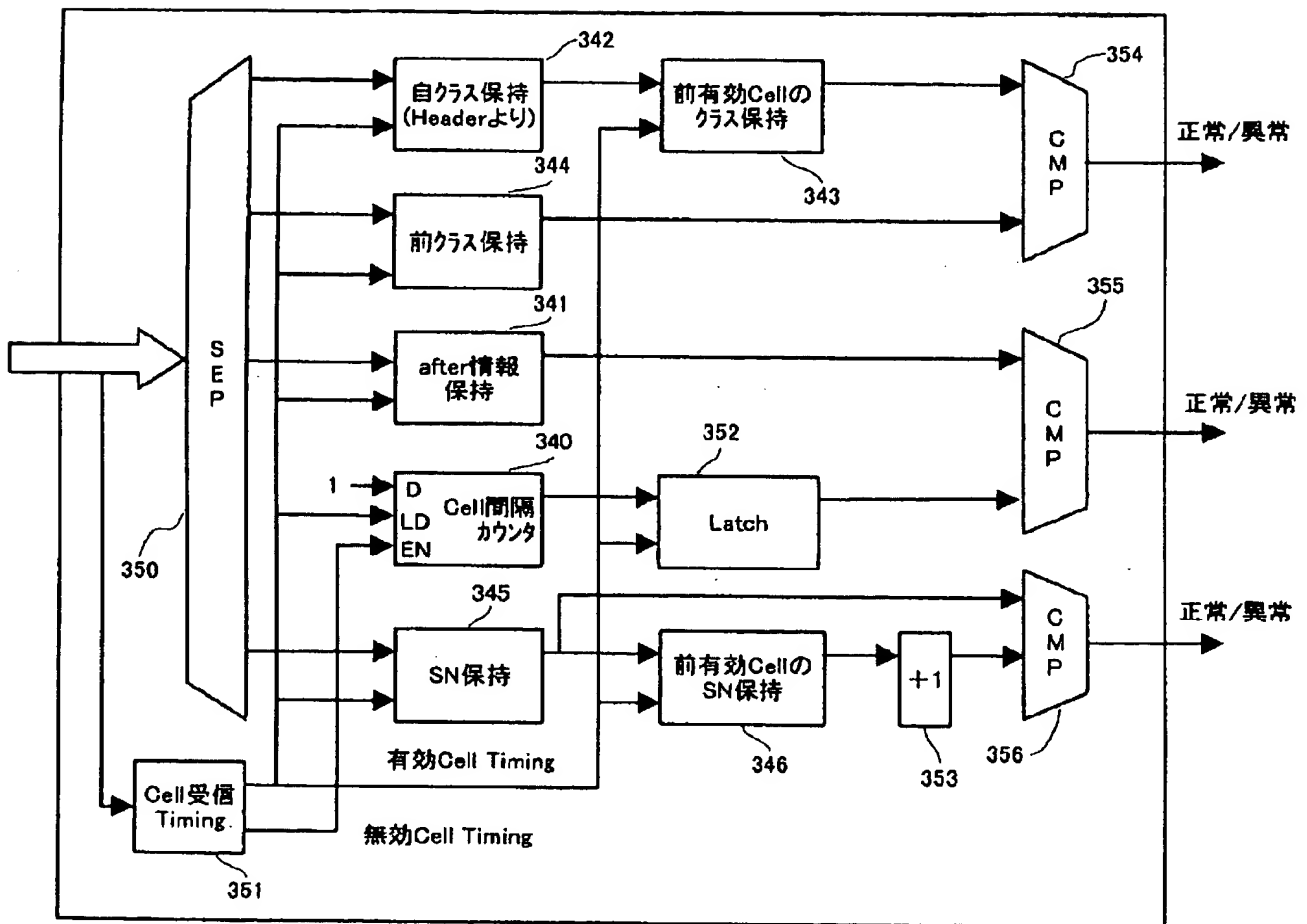 342
自クラス保持
(Headerより)
前有効Cellの
クラス保持
343
354
CMP
正常/異常
344
前クラス保持
SEP
350
341
after情報
保持
355
CMP
正常/異常
340
1
D
LD
EN
Cell間隔
カウンタ
352
Latch
345
SN保持
前有効Cellの
SN保持
346
+1
353
CMP
356
正常/異常
有効Cell Timing
Cell受信
Timing.
351
無効Cell Timing